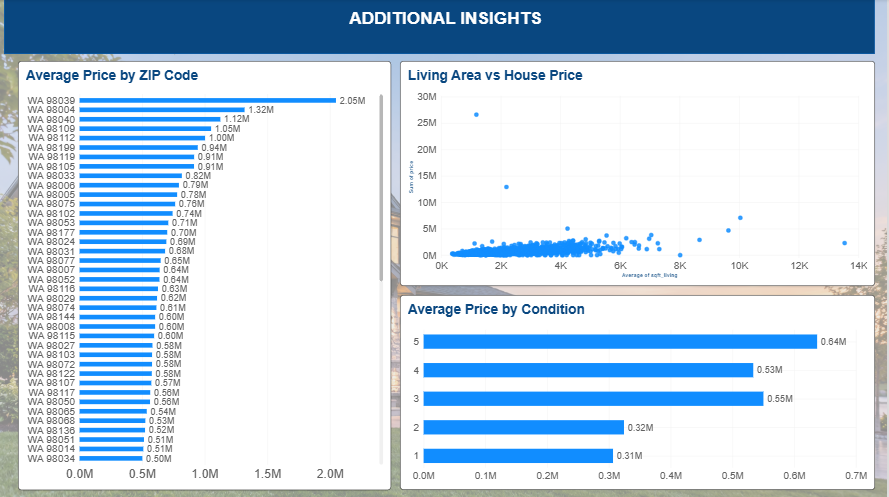 ADDITIONAL INSIGHTS
Average Price by ZIP Code
WA 98039 2.05M
WA 98004 1.32M
WA 98040 1.12M
WA 98109 1.05M
WA 98112 1.00M
WA 98199 0.94M
WA 98119 0.91M
WA 98105 0.91M
WA 98033 0.82M
WA 98006 0.79M
WA 98005 0.78M
WA 98075 0.76M
WA 98102 0.74M
WA 98053 0.71M
WA 98177 0.70M
WA 98024 0.69M
WA 98031 0.68M
WA 98077 0.65M
WA 98007 0.64M
WA 98052 0.64M
WA 98116 0.63M
WA 98029 0.62M
WA 98074 0.61M
WA 98144 0.60M
WA 98008 0.60M
WA 98115 0.60M
WA 98027 0.58M
WA 98103 0.58M
WA 98072 0.58M
WA 98122 0.58M
WA 98107 0.57M
WA 98117 0.56M
WA 98050 0.56M
WA 98065 0.54M
WA 98068 0.53M
WA 98136 0.52M
WA 98051 0.51M
WA 98014 0.51M
WA 98034 0.50M
0.0M 0.5M 1.0M 1.5M 2.0M
Living Area vs House Price
30M
25M
20M
15M
10M
5M
0M
Sum of price
0K 2K 4K 6K 8K 10K 12K 14K
Average of sqft_living
Average Price by Condition
5 0.64M
4 0.53M
3 0.55M
2 0.32M
1 0.31M
0.0M 0.1M 0.2M 0.3M 0.4M 0.5M 0.6M 0.7M